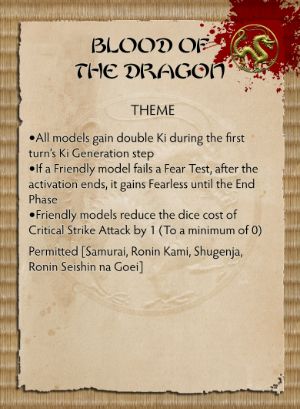 BLOOD OF
THE DRAGON
THEME
•All models gain double Ki during the first
turn's Ki Generation step
•If a Friendly model fails a Fear Test, after the
activation ends, it gains Fearless until the End
Phase
•Friendly models reduce the dice cost of
Critical Strike Attack by 1 (To a minimum of 0)
Permitted [Samurai, Ronin Kami, Shugenja,
Ronin Seishin na Goei]